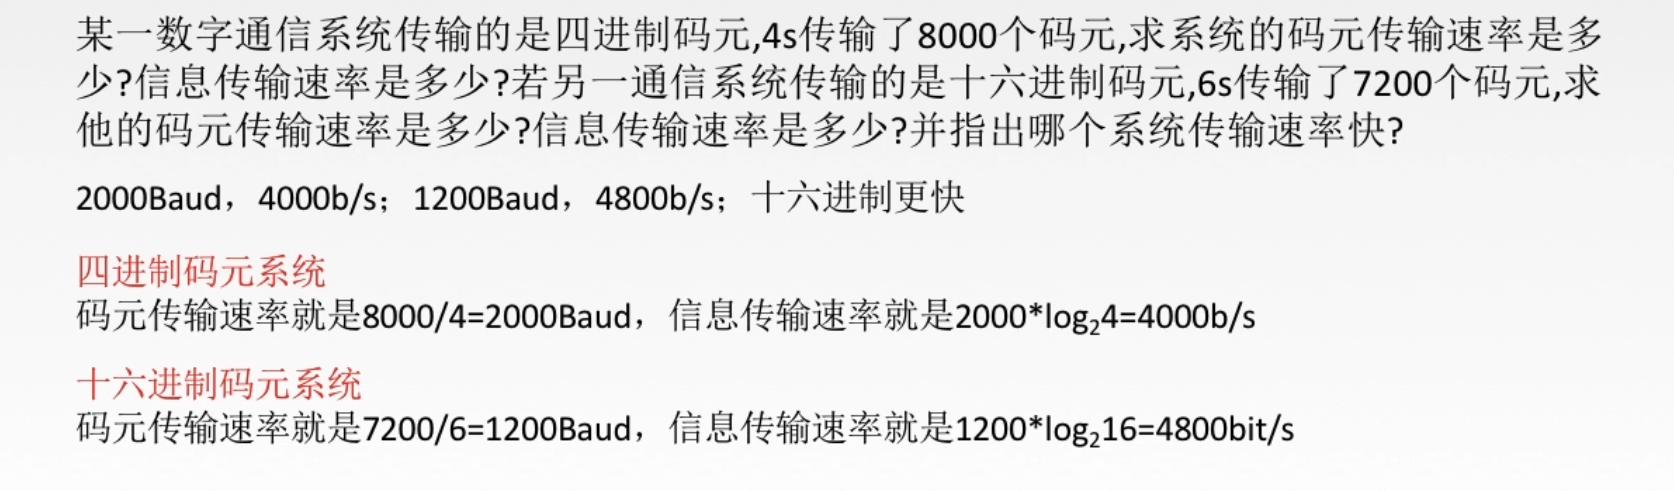 某一数字通信系统传输的是四进制码元,4s传输了8000个码元,求系统的码元传输速率是多
少?信息传输速率是多少?若另一通信系统传输的是十六进制码元,6s传输了7200个码元,求
他的码元传输速率是多少?信息传输速率是多少?并指出哪个系统传输速率快?
2000Baud，4000b/s；1200Baud，4800b/s；十六进制更快
四进制码元系统
码元传输速率就是8000/4=2000Baud，信息传输速率就是2000*log₂4=4000b/s
十六进制码元系统
码元传输速率就是7200/6=1200Baud，信息传输速率就是1200*log₂16=4800bit/s